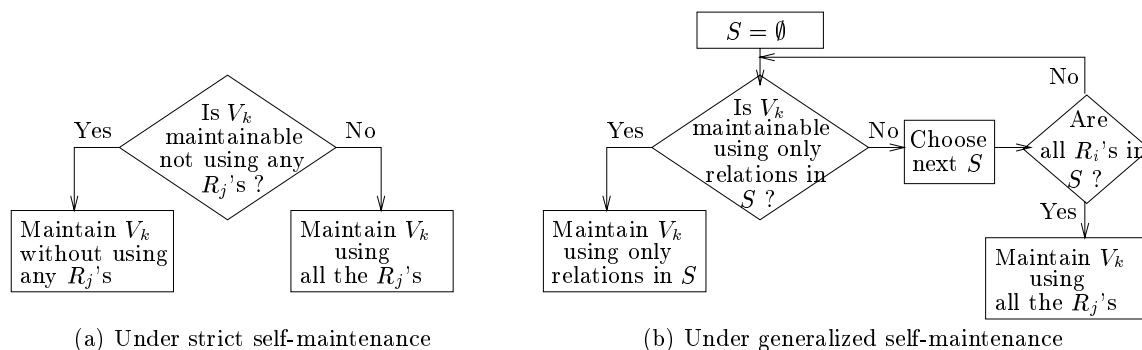 Is V_k
maintainable
not using any
R_j's ?
Yes
No
Maintain V_k
without using
any R_j's
Maintain V_k
using
all the R_j's
(a) Under strict self-maintenance
S = ∅
Is V_k
maintainable
using only
relations in
S ?
Yes
No
Maintain V_k
using only
relations in S
Choose
next S
No
Are
all R_i's in
S ?
Yes
Maintain V_k
using
all the R_j's
(b) Under generalized self-maintenance